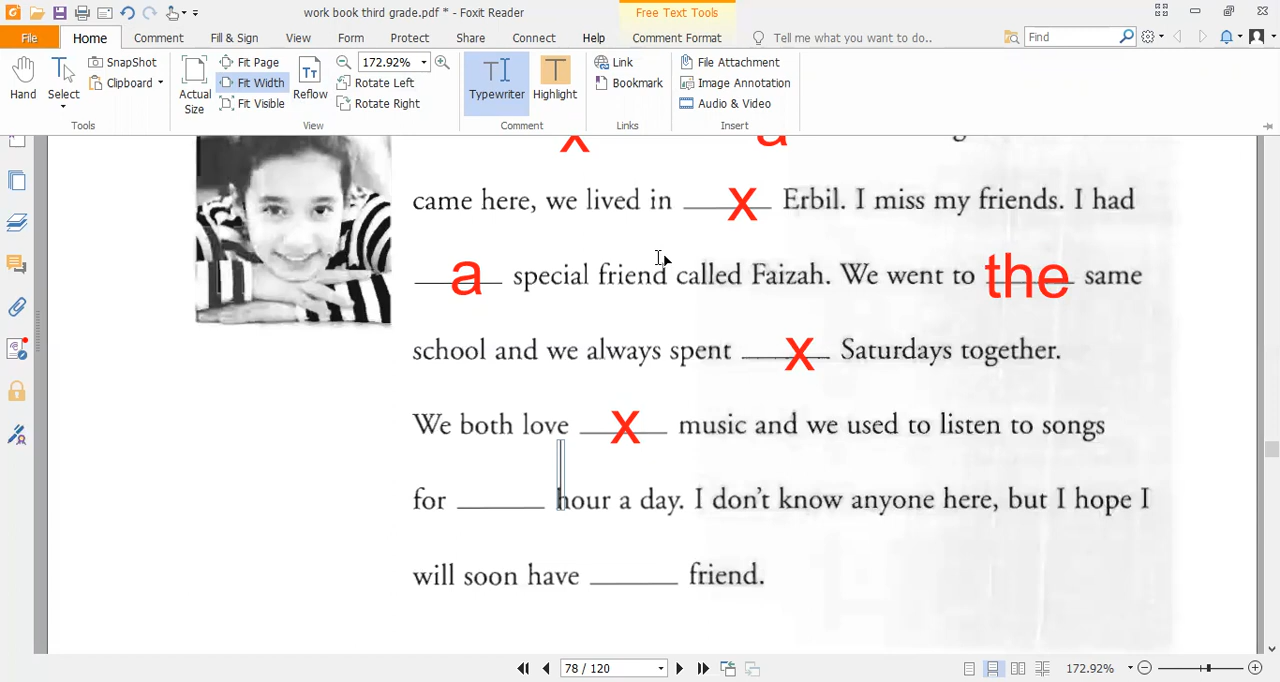 work book third grade.pdf * - Foxit Reader
Free Text Tools
File Home Comment Fill & Sign View Form Protect Share Connect Help Comment Format Tell me what you want to do.. Find
SnapShot Fit Page 172.92% Link File Attachment
Clipboard Fit Width Rotate Left Bookmark Image Annotation
Hand Select Actual Size Fit Visible Reflow Rotate Right Typewriter Highlight Audio & Video
Tools View Comment Links Insert
x a
came here, we lived in x Erbil. I miss my friends. I had
a special friend called Faizah. We went to the same
school and we always spent x Saturdays together.
We both love x music and we used to listen to songs
for ______ hour a day. I don't know anyone here, but I hope I
will soon have ______ friend.
78 / 120 172.92%